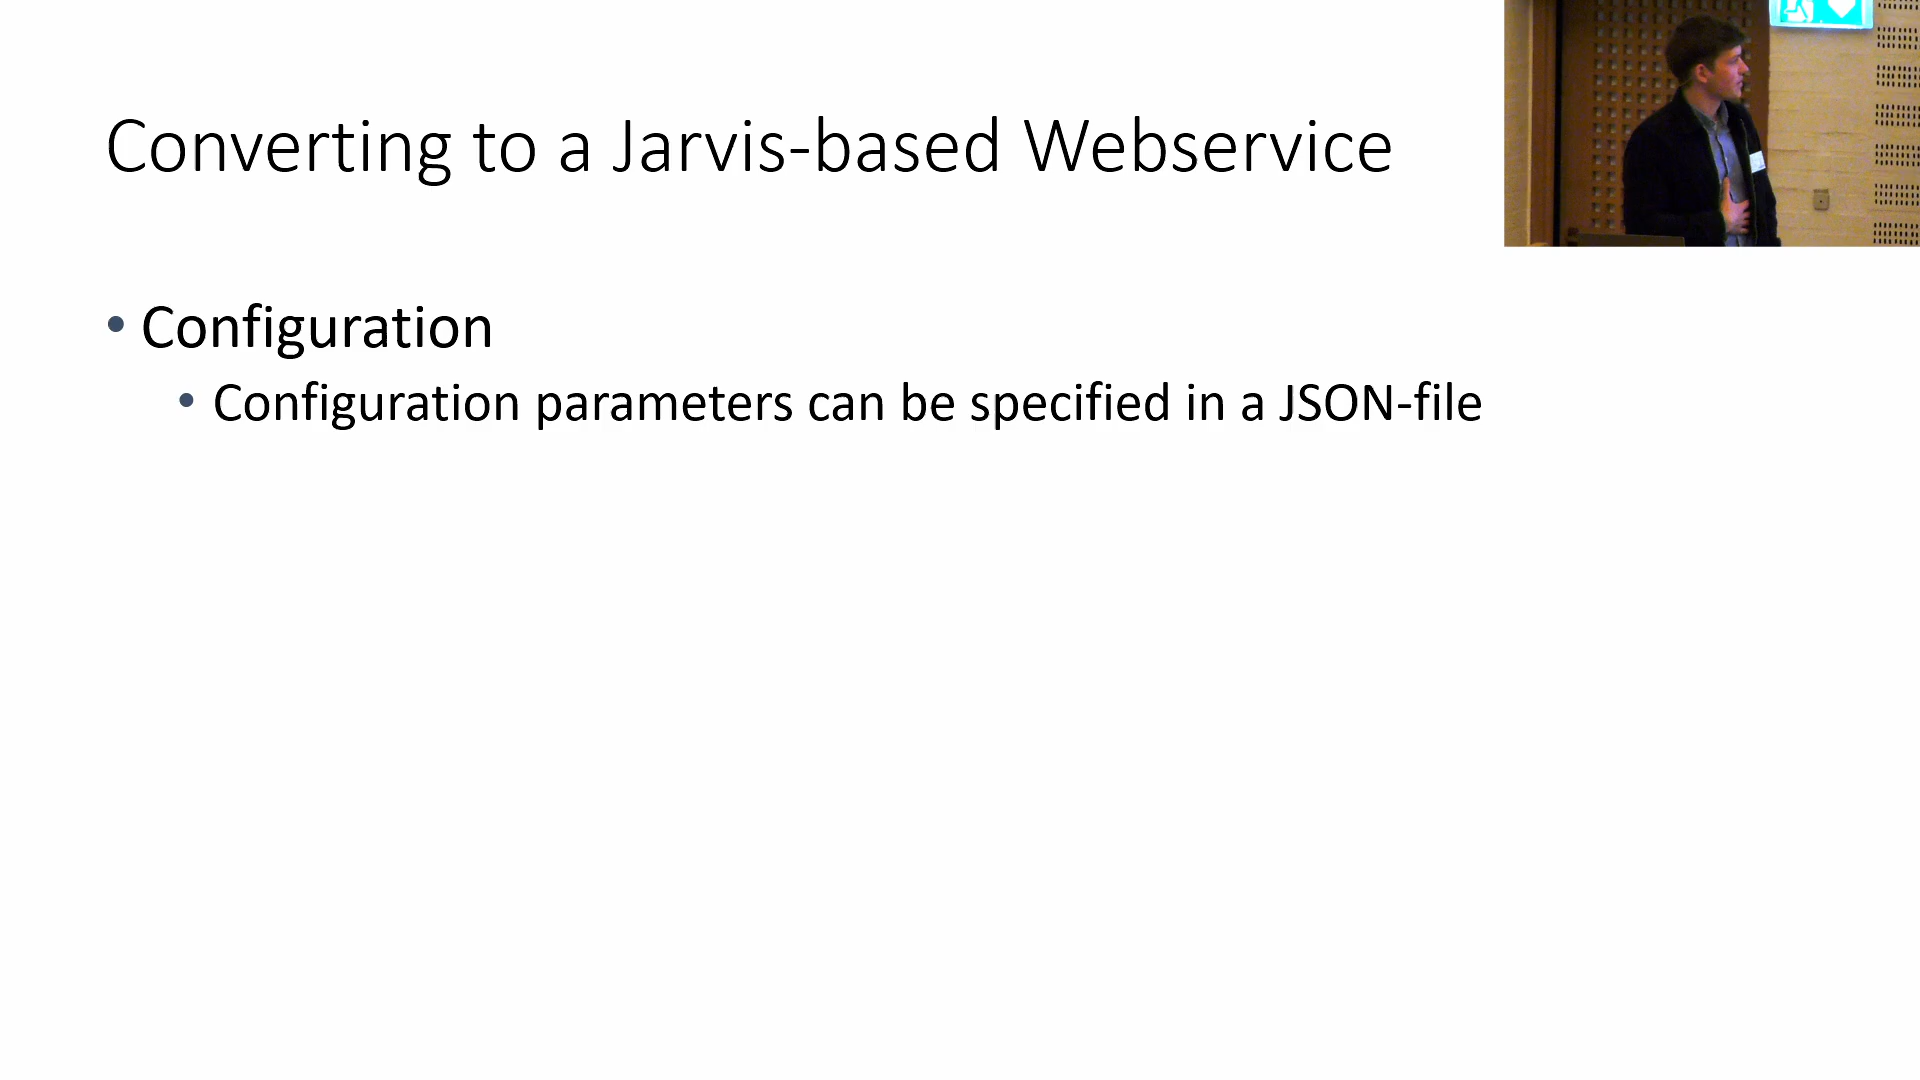 Converting to a Jarvis-based Webservice
• Configuration
• Configuration parameters can be specified in a JSON-file